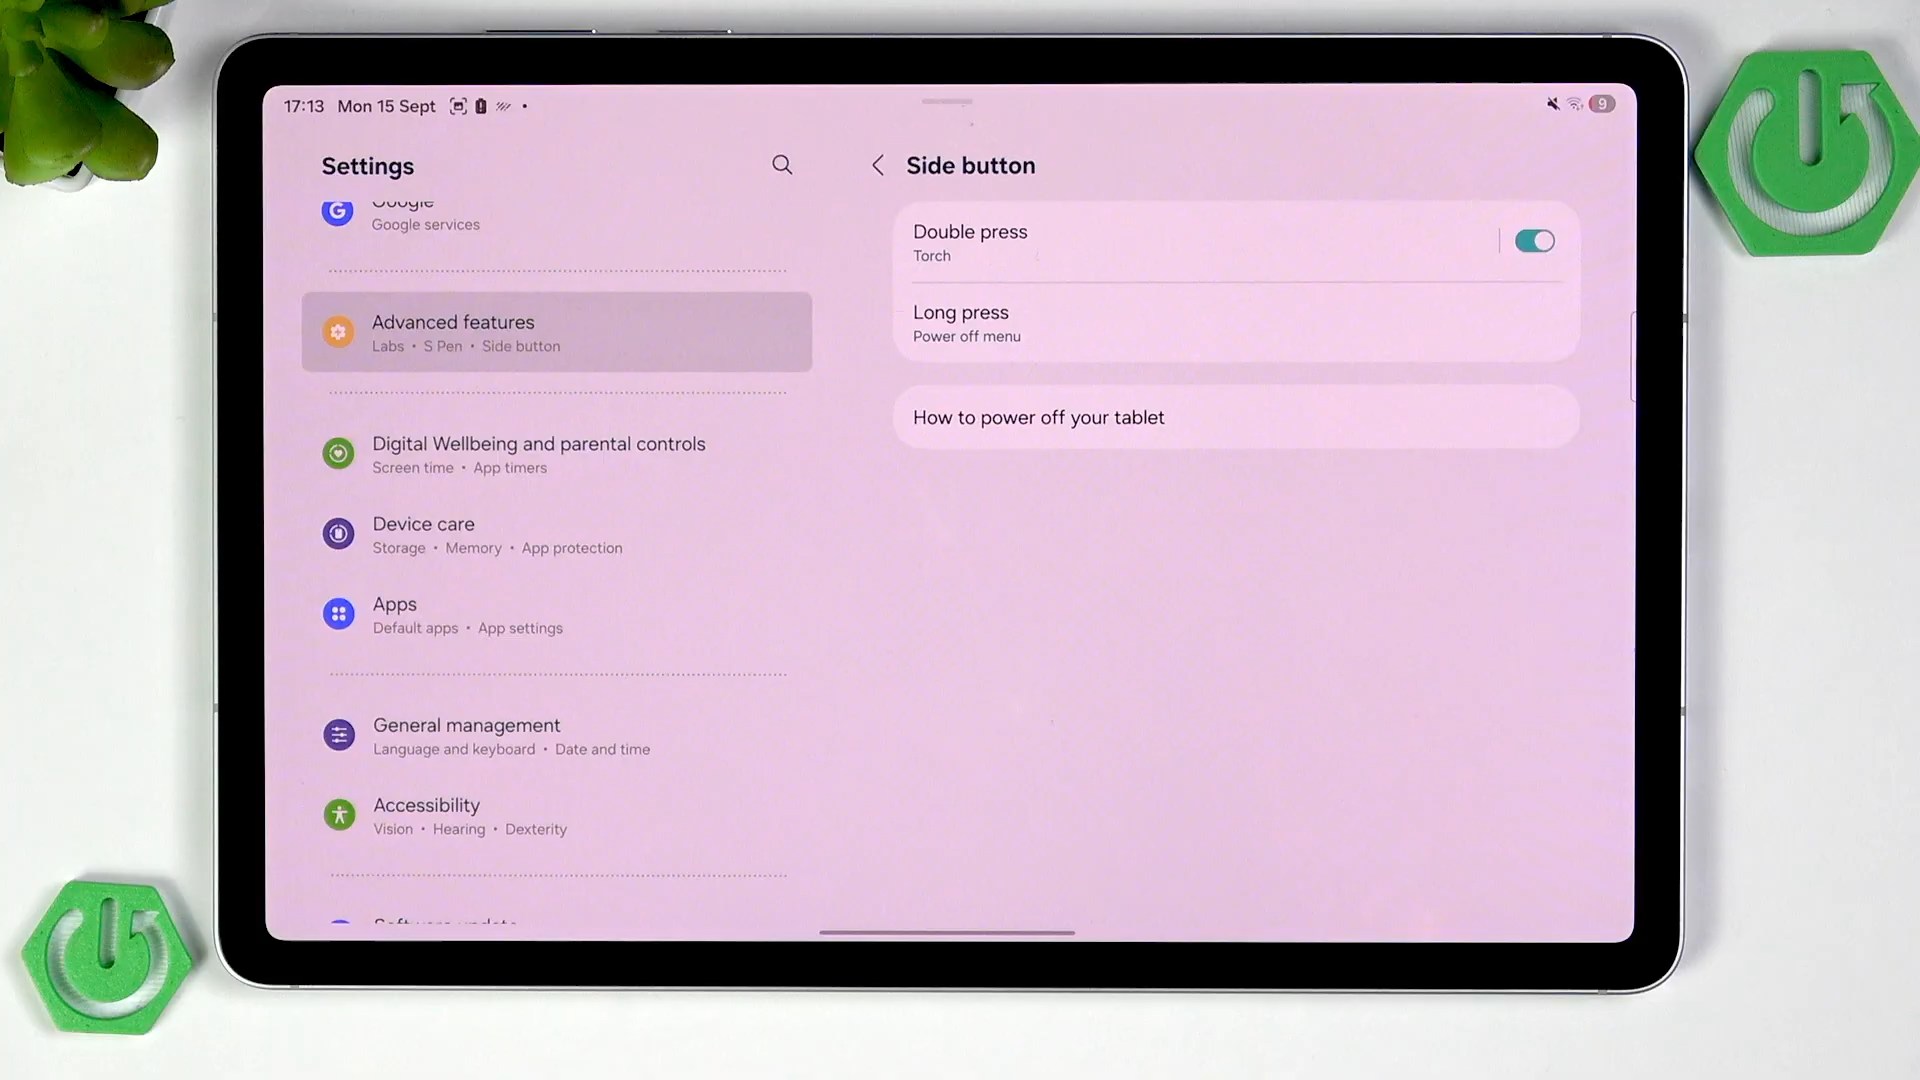 17:13 Mon 15 Sept
9
Settings
Google
Google services
Advanced features
Labs • S Pen • Side button
Digital Wellbeing and parental controls
Screen time • App timers
Device care
Storage • Memory • App protection
Apps
Default apps • App settings
General management
Language and keyboard • Date and time
Accessibility
Vision • Hearing • Dexterity
Software update
Side button
Double press
Torch
Long press
Power off menu
How to power off your tablet